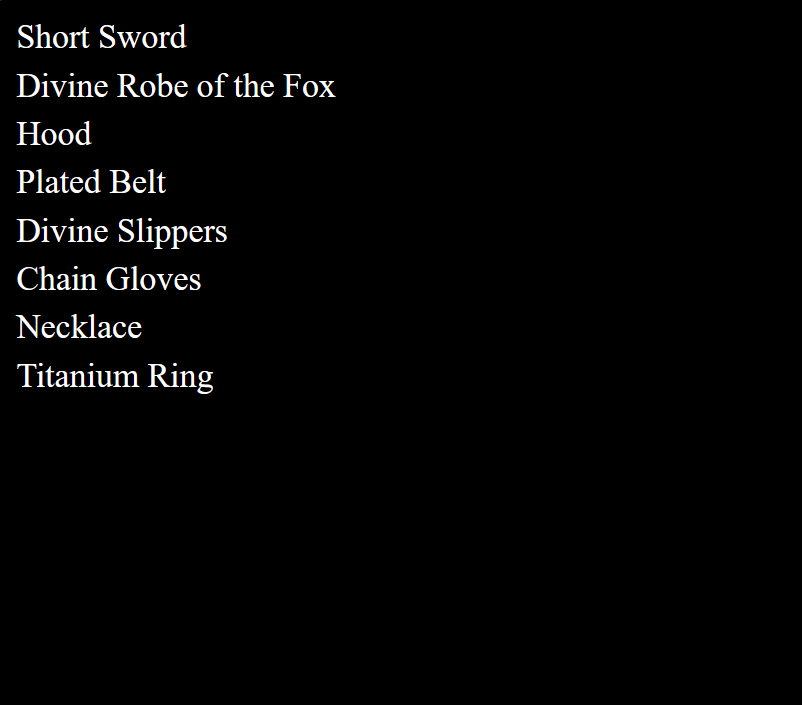 Short Sword
Divine Robe of the Fox
Hood
Plated Belt
Divine Slippers
Chain Gloves
Necklace
Titanium Ring